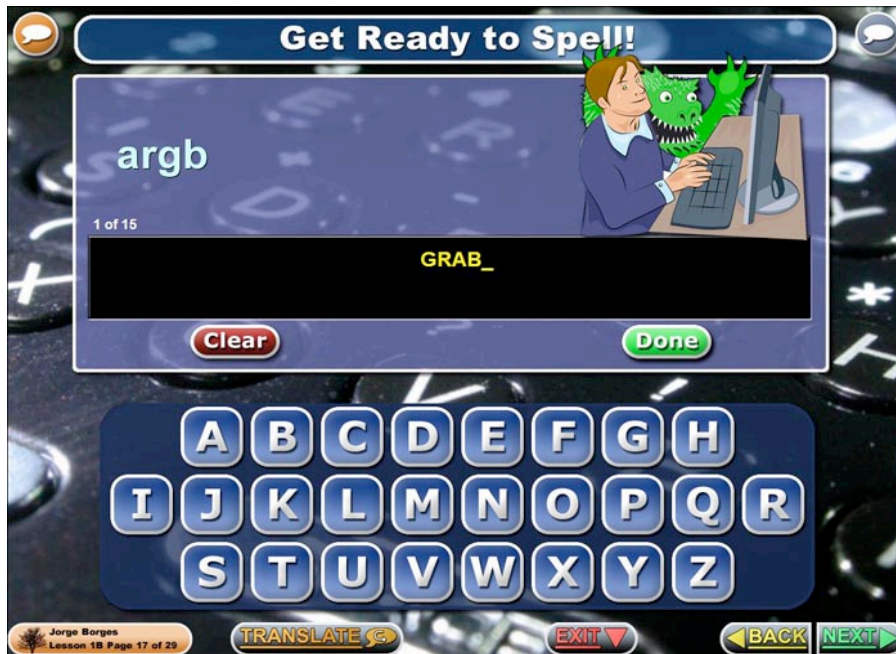 Get Ready to Spell!
argb
1 of 15
GRAB_
Clear
Done
A B C D E F G H
I J K L M N O P Q R
S T U V W X Y Z
Jorge Borges
Lesson 1B Page 17 of 29
TRANSLATE
EXIT
BACK
NEXT